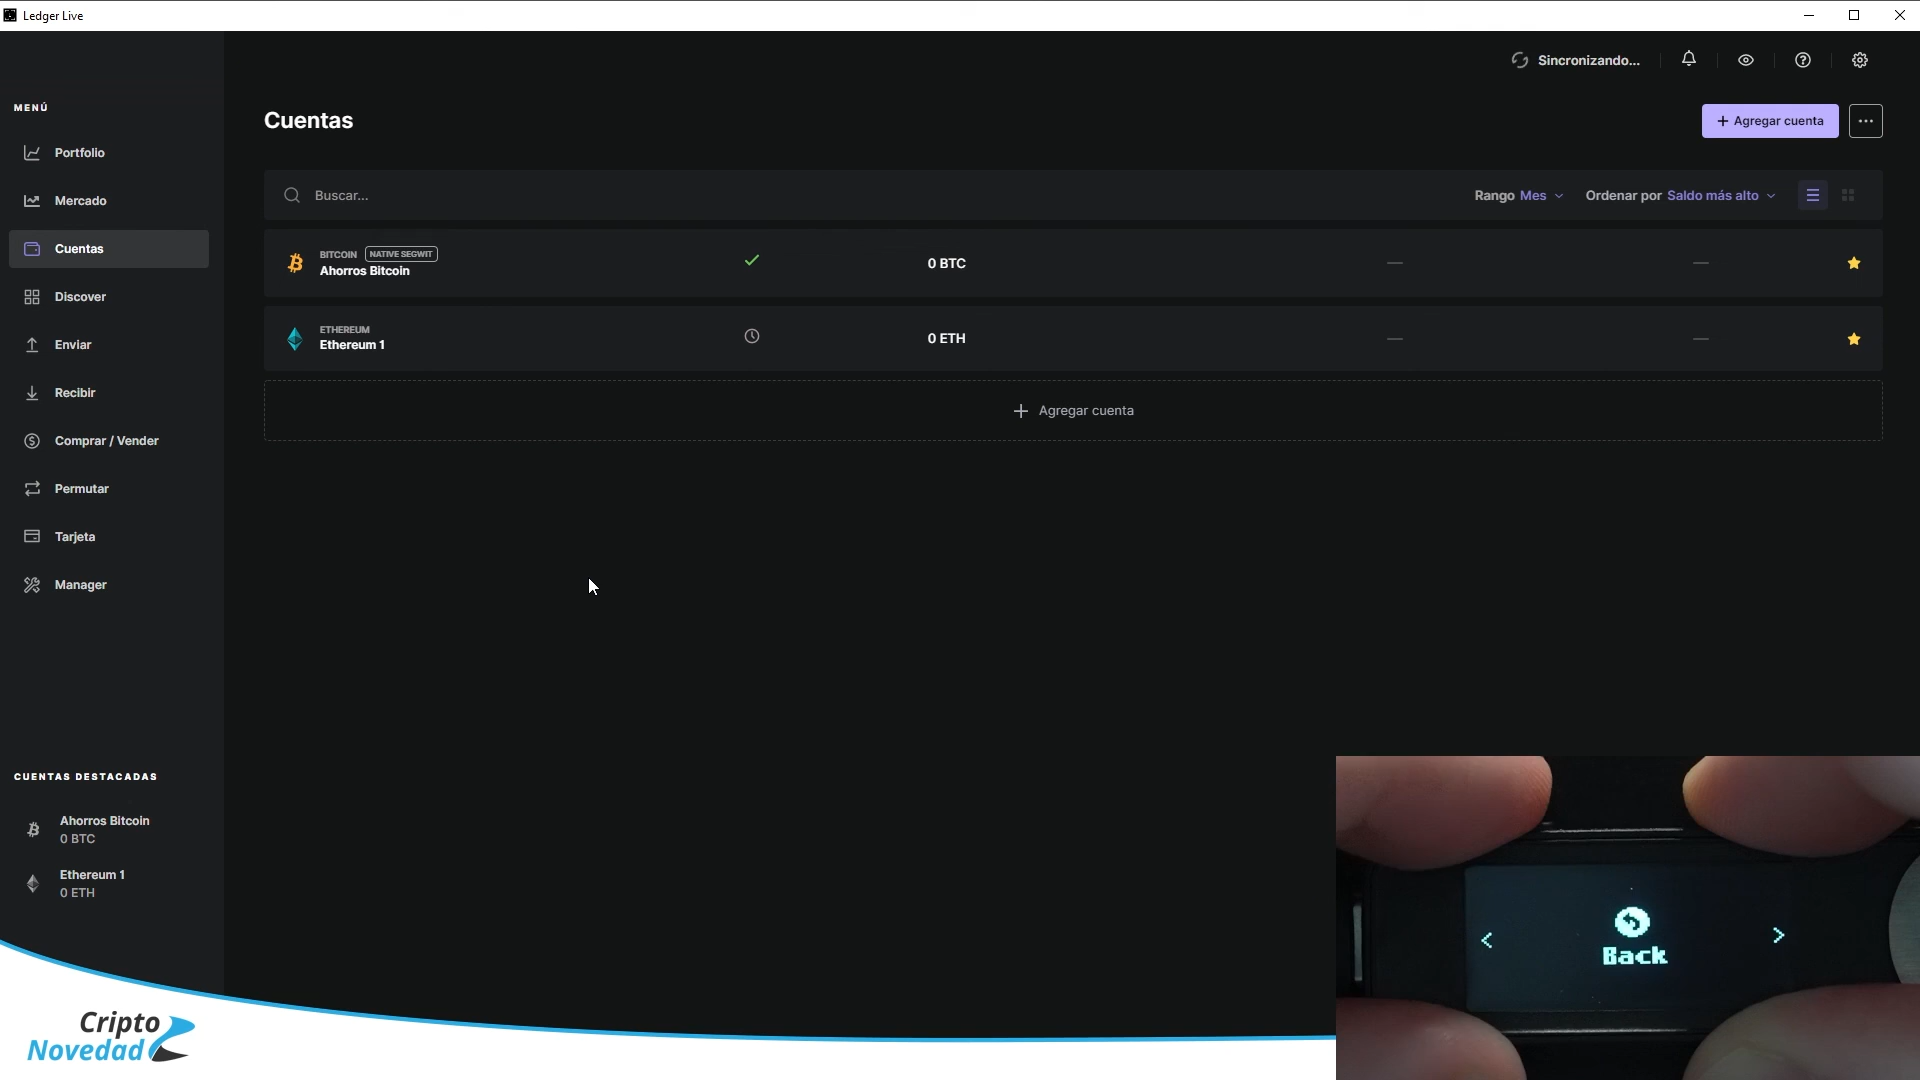 Ledger Live
Sincronizando...
MENÚ
Portfolio
Mercado
Cuentas
Discover
Enviar
Recibir
Comprar / Vender
Permutar
Tarjeta
Manager
CUENTAS DESTACADAS
Ahorros Bitcoin
0 BTC
Ethereum 1
0 ETH
Cuentas
+ Agregar cuenta
Buscar...
Rango Mes
Ordenar por Saldo más alto
BITCOIN NATIVE SEGWIT
Ahorros Bitcoin
0 BTC
—
—
ETHEREUM
Ethereum 1
0 ETH
—
—
+ Agregar cuenta
< Back >
Cripto
Novedad